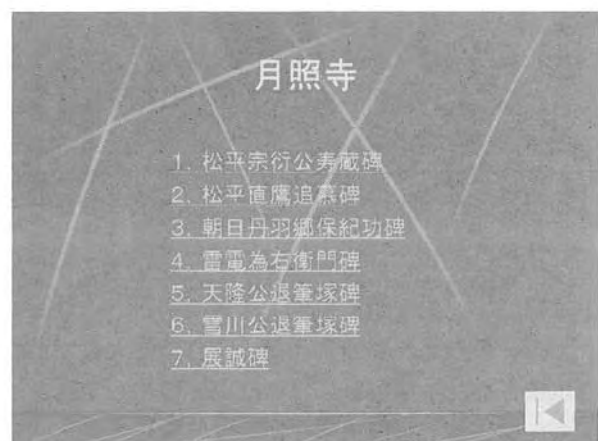 月照寺
1. 松平宗衍公寿蔵碑
2. 松平直鷹追慕碑
3. 朝日丹羽郷保紀功碑
4. 雷電為右衛門碑
5. 天隆公退筆塚碑
6. 雪川公退筆塚碑
7. 展誠碑